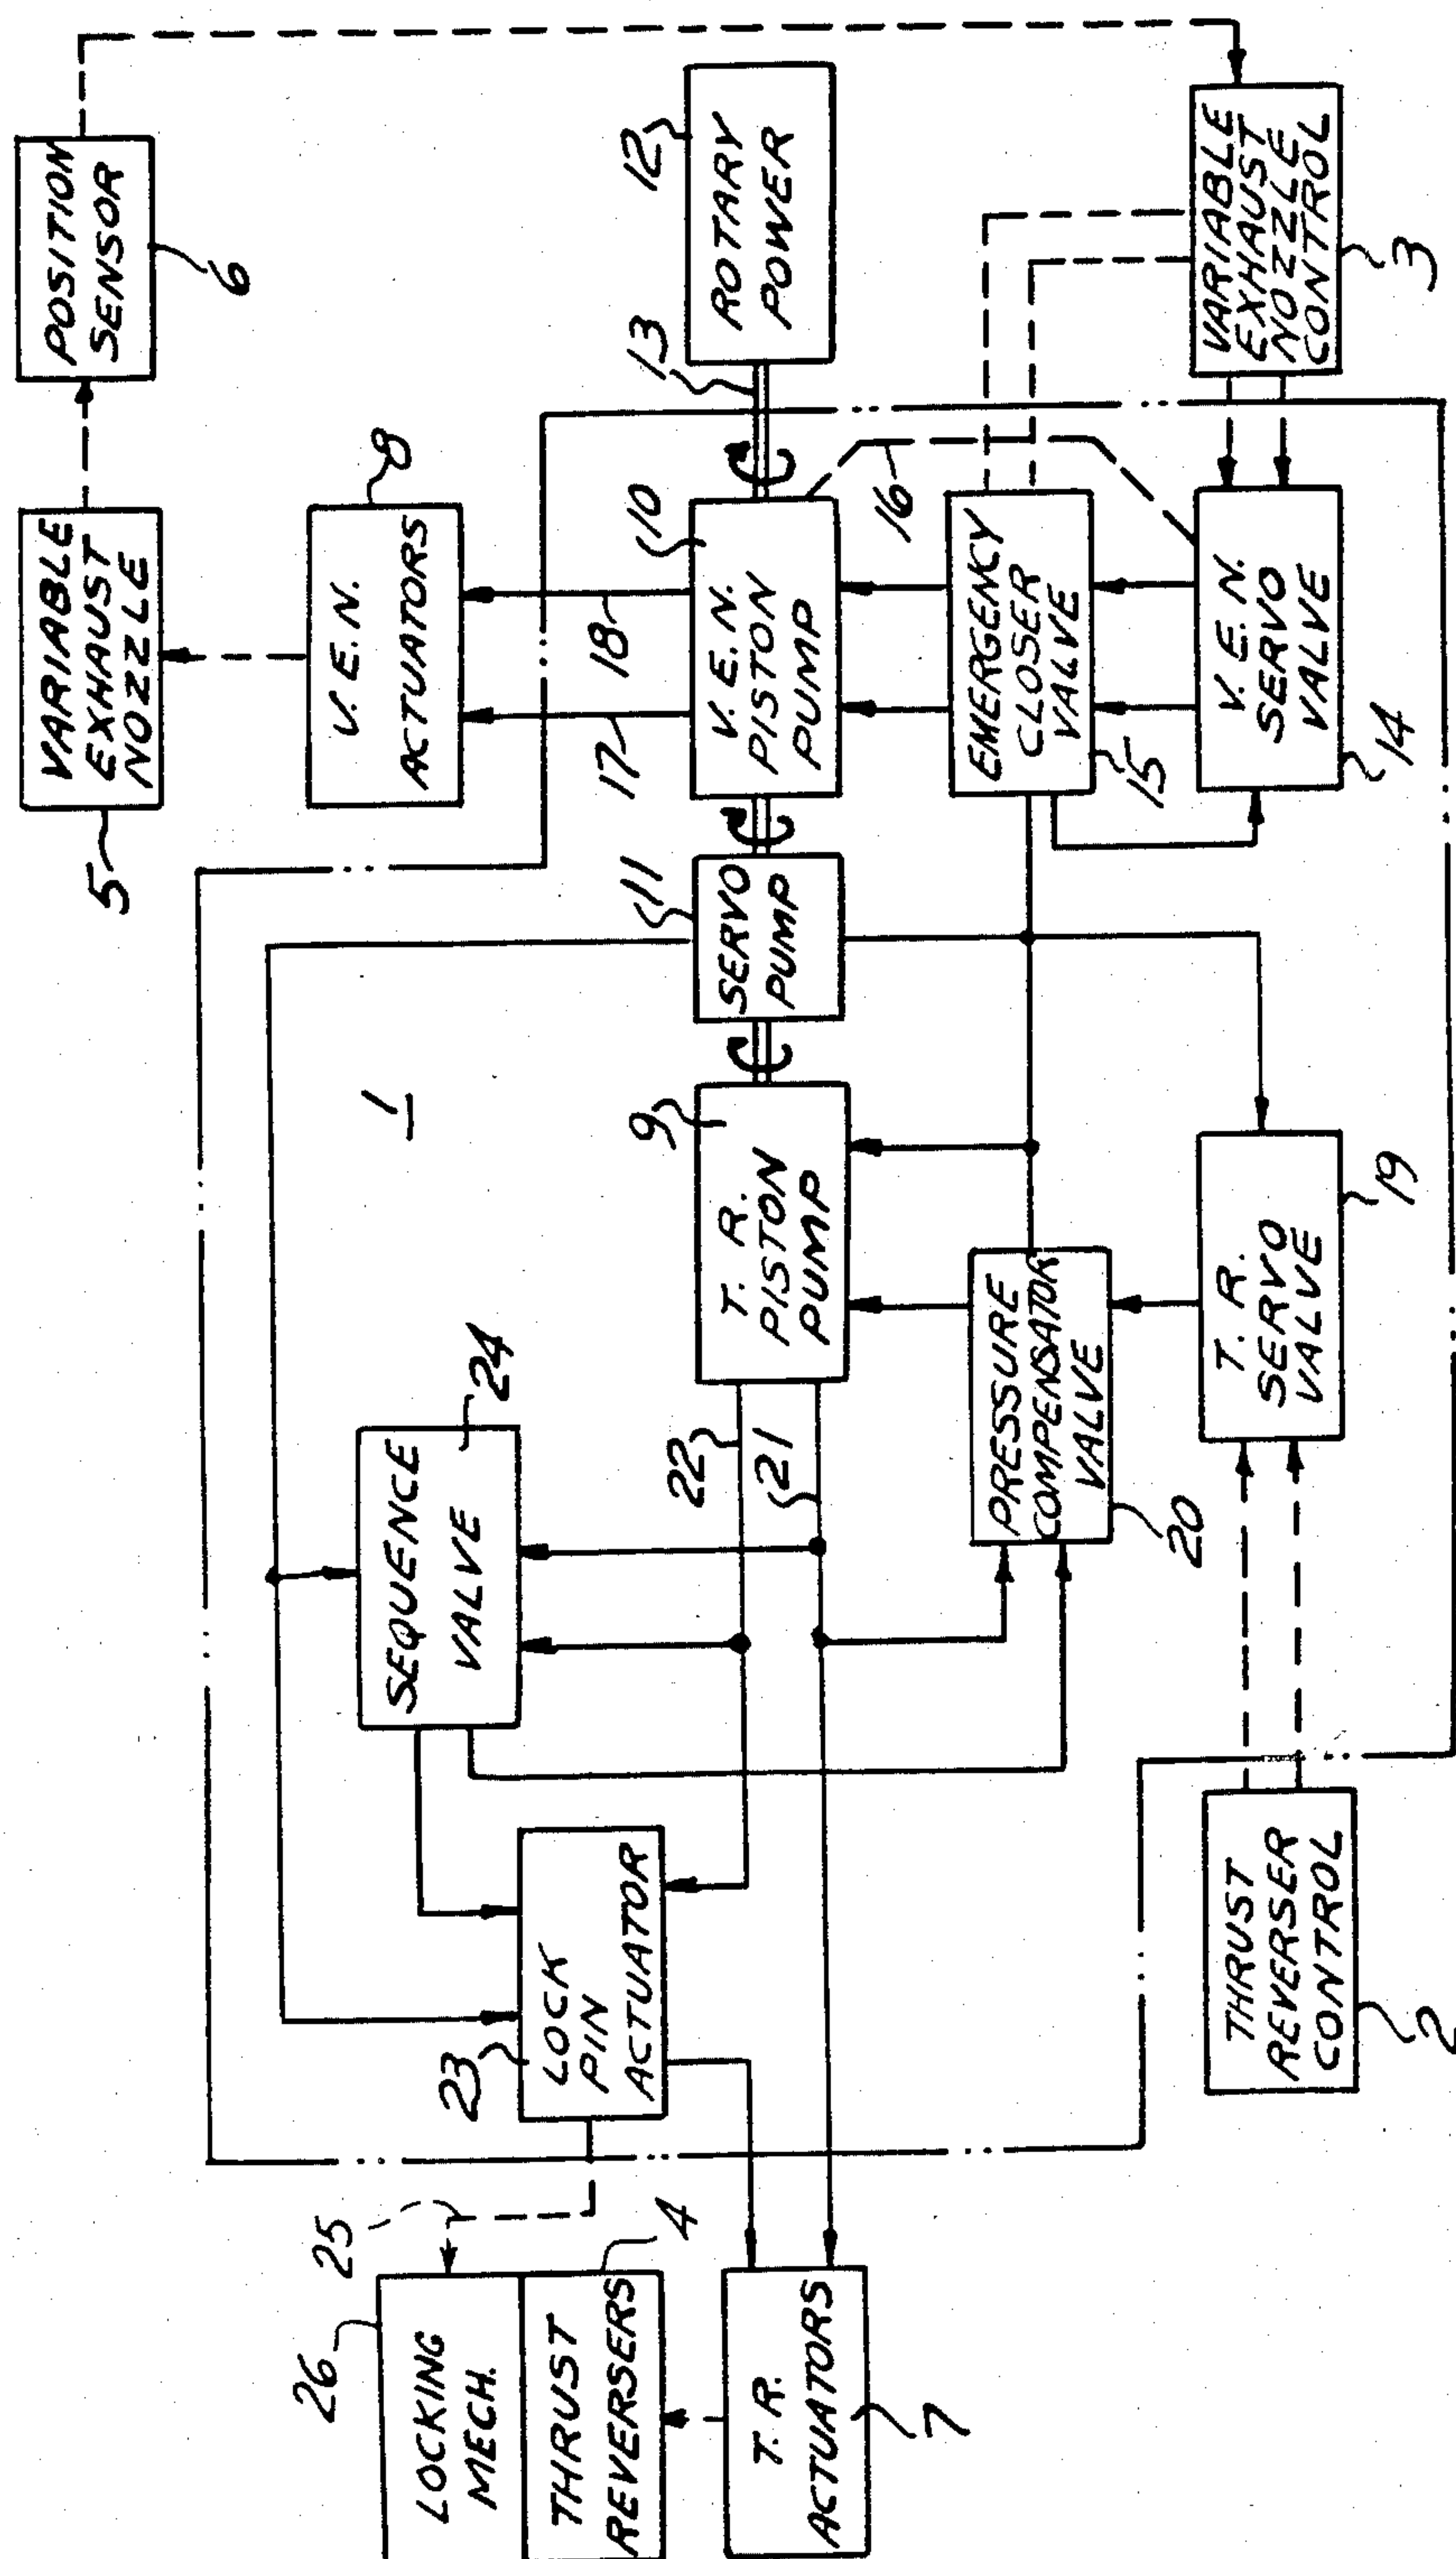 POSITION
SENSOR
6
VARIABLE
EXHAUST
NOZZLE
5
V.E.N.
ACTUATORS
8
ROTARY
POWER
12
13
V.E.N.
PISTON
PUMP
10
17
18
16
EMERGENCY
CLOSER
VALVE
15
V.E.N.
SERVO
VALVE
14
VARIABLE
EXHAUST
NOZZLE
CONTROL
3
SERVO
PUMP
11
1
T.R.
PISTON
PUMP
9
22
21
SEQUENCE
VALVE
24
PRESSURE
COMPENSATOR
VALVE
20
T.R.
SERVO
VALVE
19
LOCK
PIN
ACTUATOR
23
THRUST
REVERSER
CONTROL
2
25
LOCKING
MECH.
26
THRUST
REVERSERS
4
T.R.
ACTUATORS
7